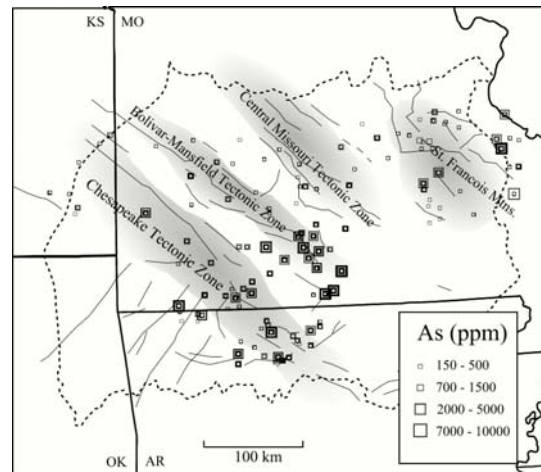 KS MO
Bolivar-Mansfield Tectonic Zone
Central Missouri Tectonic Zone
St. Francois Mtns.
Chesapeake Tectonic Zone
As (ppm)
150 - 500
700 - 1500
2000 - 5000
7000 - 10000
100 km
OK AR